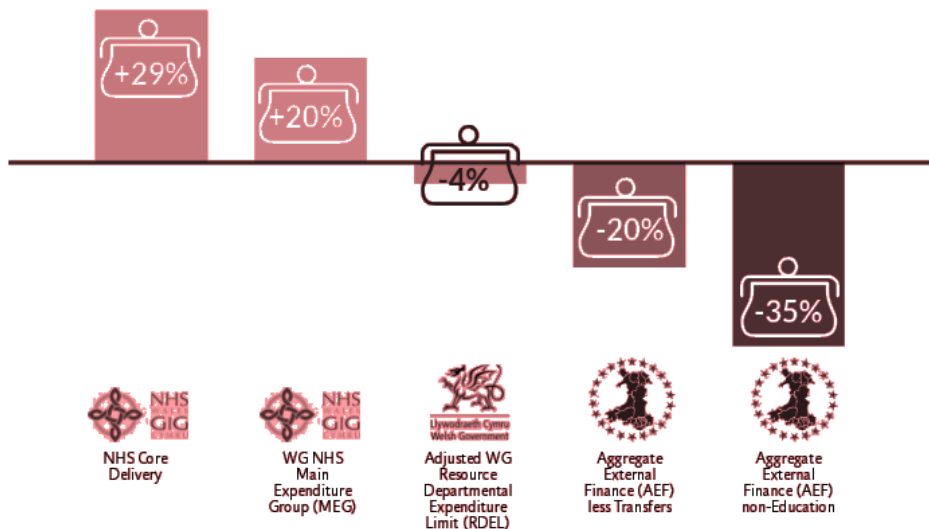 +29%
+20%
-4%
-20%
-35%
NHS
GIG
CYMRU
NHS
GIG
CYMRU
Llywodraeth Cymru
Welsh Government
NHS Core
Delivery
WG NHS
Main
Expenditure
Group (MEG)
Adjusted WG
Resource
Departmental
Expenditure
Limit (RDEL)
Aggregate
External
Finance (AEF)
less Transfers
Aggregate
External
Finance (AEF)
non-Education